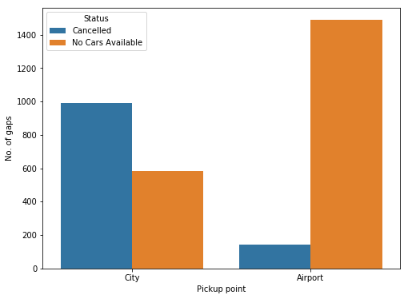 Status
Cancelled
No Cars Available
1400
1200
1000
800
600
400
200
0
No. of gaps
City
Airport
Pickup point